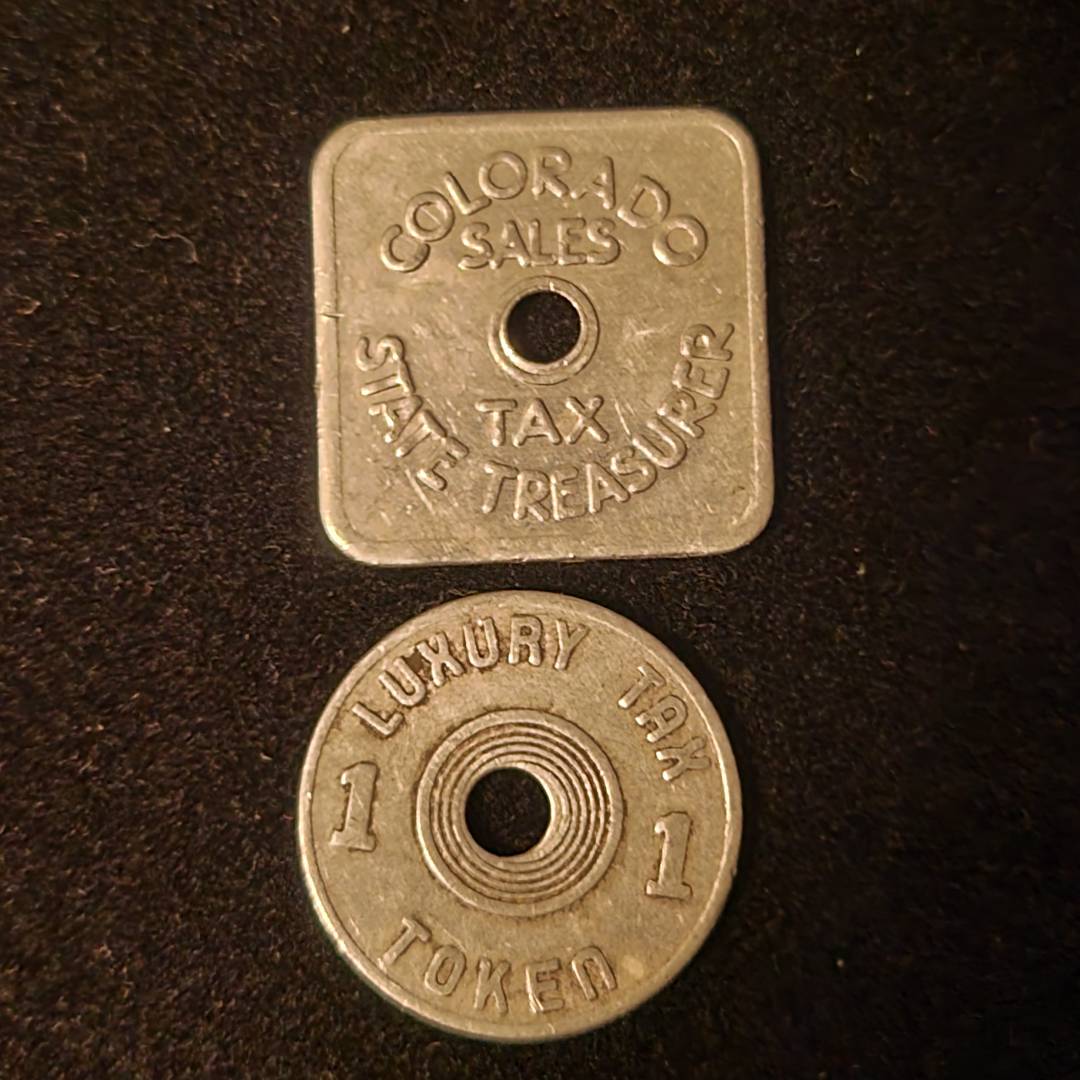 COLORADO
SALES
TAX
STATE TREASURER
LUXURY TAX
1 1
TOKEN